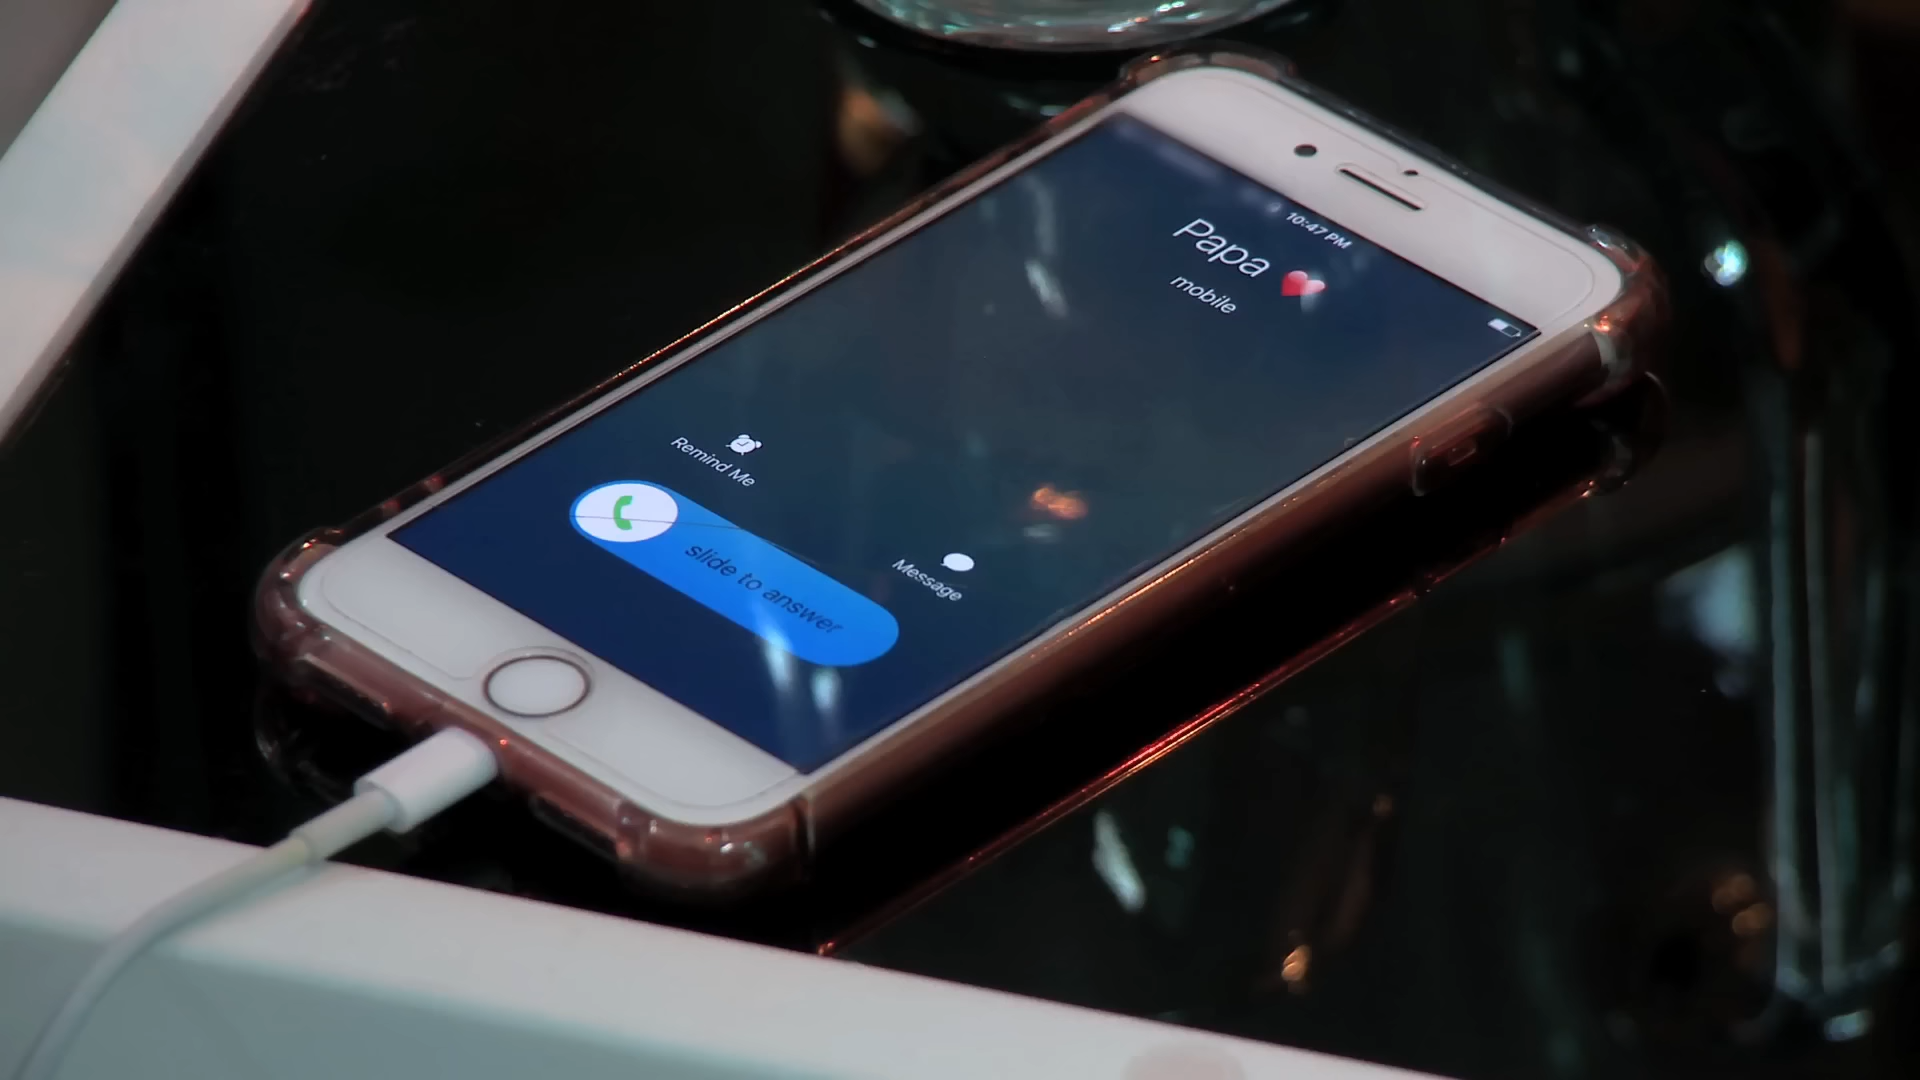 10:47 PM
Papa ❤️
mobile
Remind Me
Message
slide to answer